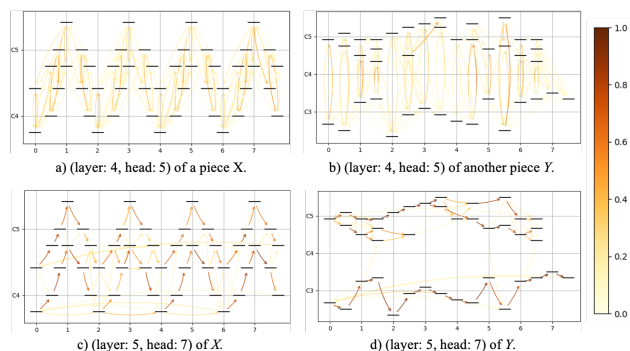 C5
C4
0 1 2 3 4 5 6 7
a) (layer: 4, head: 5) of a piece X.
C5
C4
C3
0 1 2 3 4 5 6 7
b) (layer: 4, head: 5) of another piece Y.
C5
C4
0 1 2 3 4 5 6 7
c) (layer: 5, head: 7) of X.
C5
C4
C3
0 1 2 3 4 5 6 7
d) (layer: 5, head: 7) of Y.
1.0
0.8
0.6
0.4
0.2
0.0